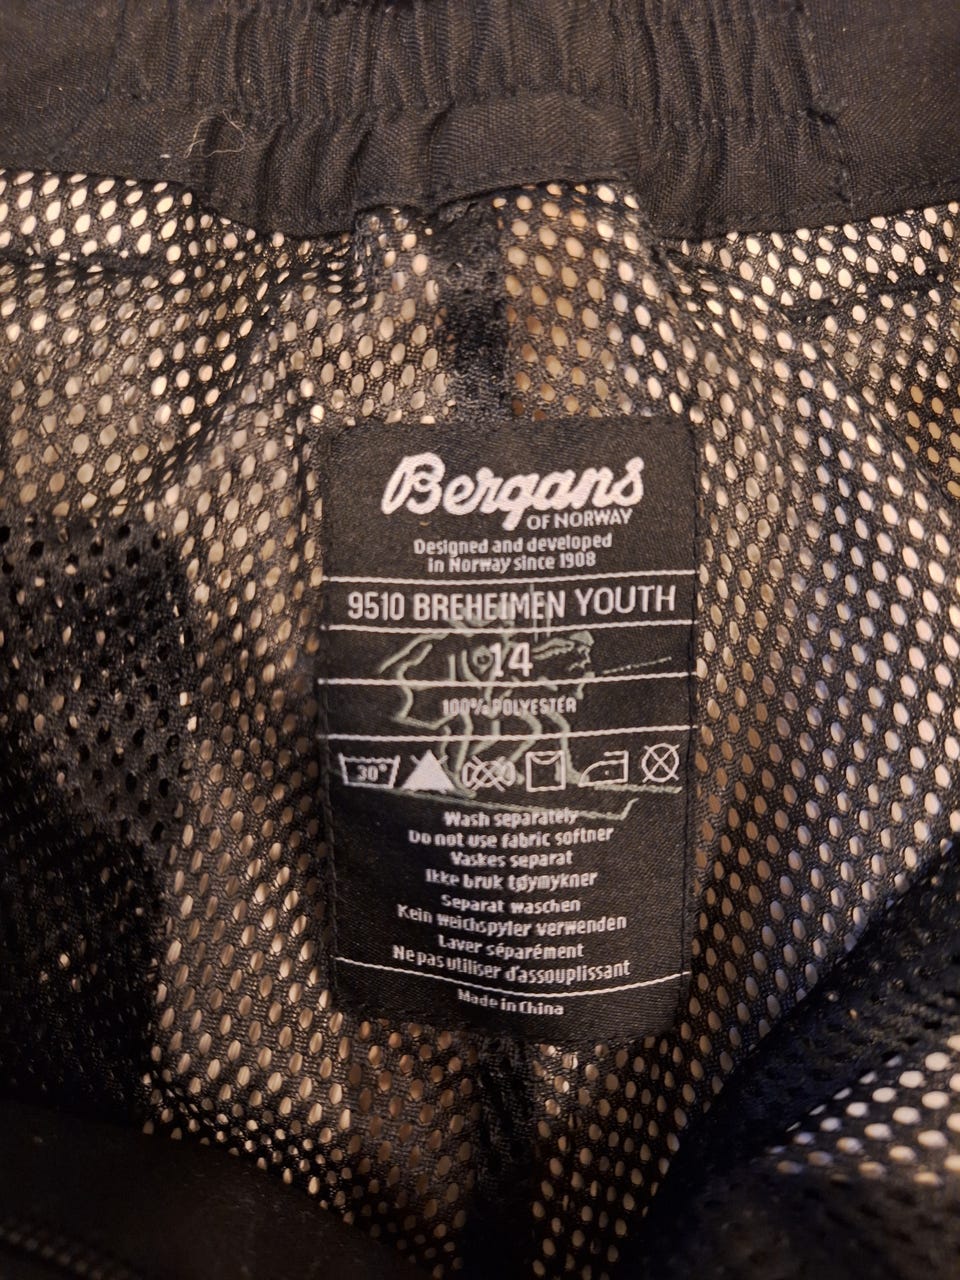 Bergans
OF NORWAY
Designed and developed
in Norway since 1908
9510 BREHEIMEN YOUTH
14
100% POLYESTER
30°
Wash separately
Do not use fabric softner
Vaskes separat
Ikke bruk tøymykner
Separat waschen
Kein weichspyler verwenden
Laver séparément
Ne pas utiliser d'assouplissant
Made in China